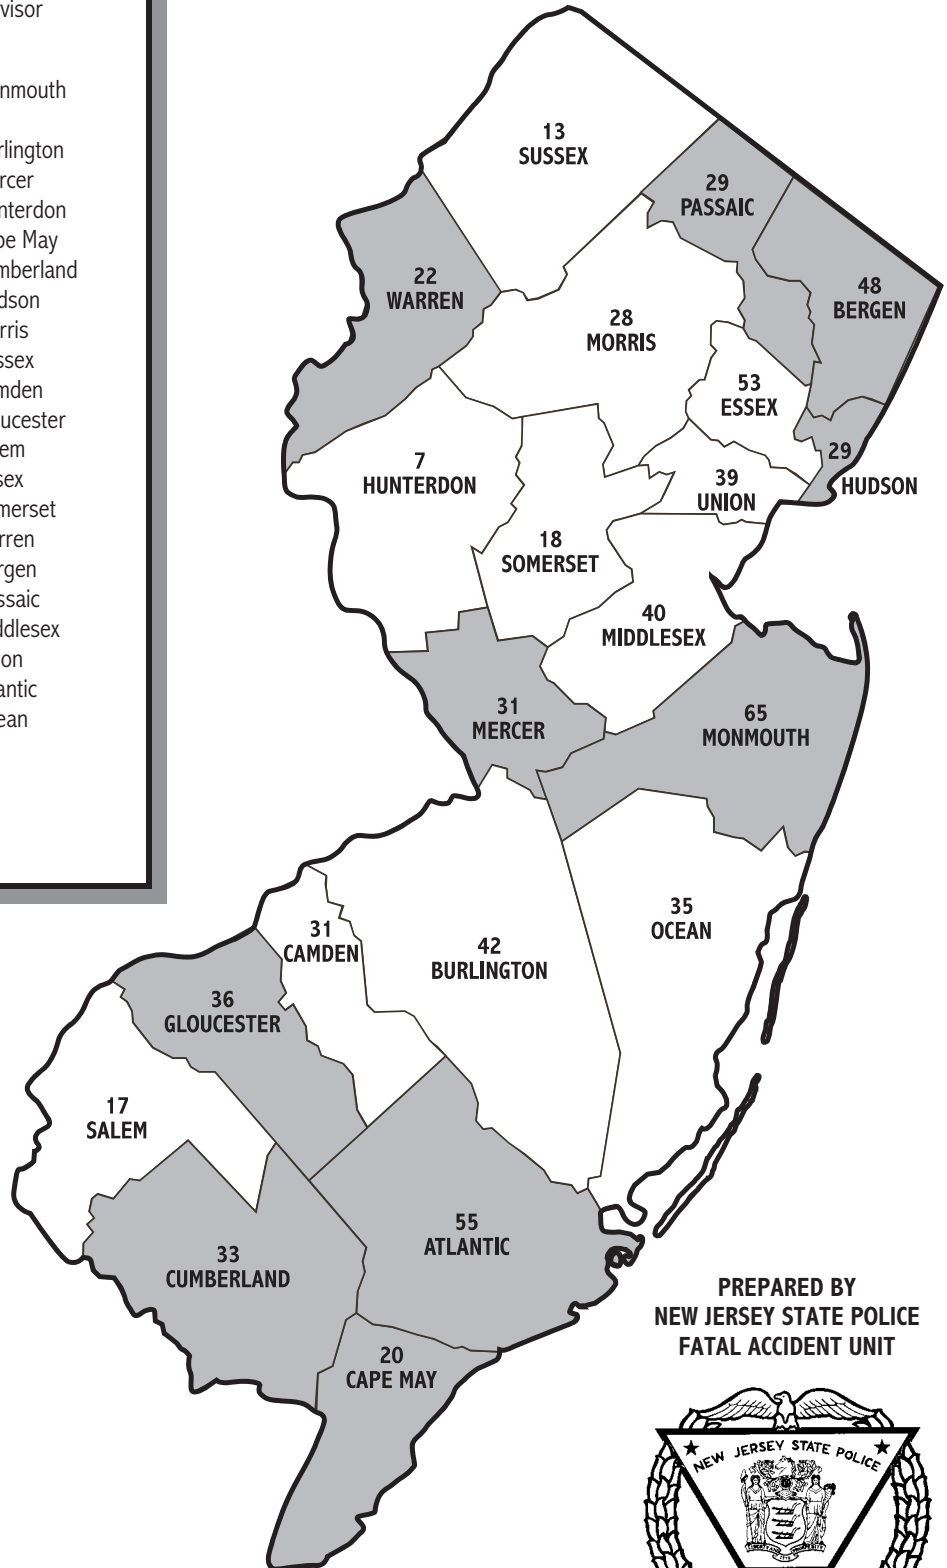 visor
nmouth
rlington
rcer
nterdon
pe May
mberland
dson
rris
ssex
mden
ucester
em
sex
merset
rren
rgen
ssaic
ddlesex
on
antic
ean
13
SUSSEX
29
PASSAIC
22
WARREN
48
BERGEN
28
MORRIS
53
ESSEX
29
HUDSON
7
HUNTERDON
39
UNION
18
SOMERSET
40
MIDDLESEX
31
MERCER
65
MONMOUTH
35
OCEAN
31
CAMDEN
42
BURLINGTON
36
GLOUCESTER
17
SALEM
55
ATLANTIC
33
CUMBERLAND
20
CAPE MAY
PREPARED BY
NEW JERSEY STATE POLICE
FATAL ACCIDENT UNIT
NEW JERSEY STATE POLICE